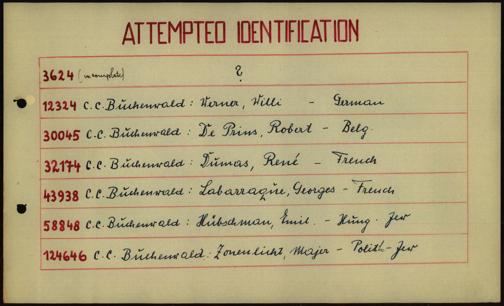 ATTEMPTED IDENTIFICATION
3624 (incomplete) ?
12324 C.C. Buchenwald: Werner, Willi - German
30045 C.C. Buchenwald: De Prins, Robert - Belg.
32174 C.C. Buchenwald: Dumas, René - French
43938 C.C. Buchenwald: Labarraque, Georges - French
58848 C.C. Buchenwald: Hübschman, Emil. - Hung. Jew
124646 C.C. Buchenwald: Zonenlicht, Majer - Polish-Jew